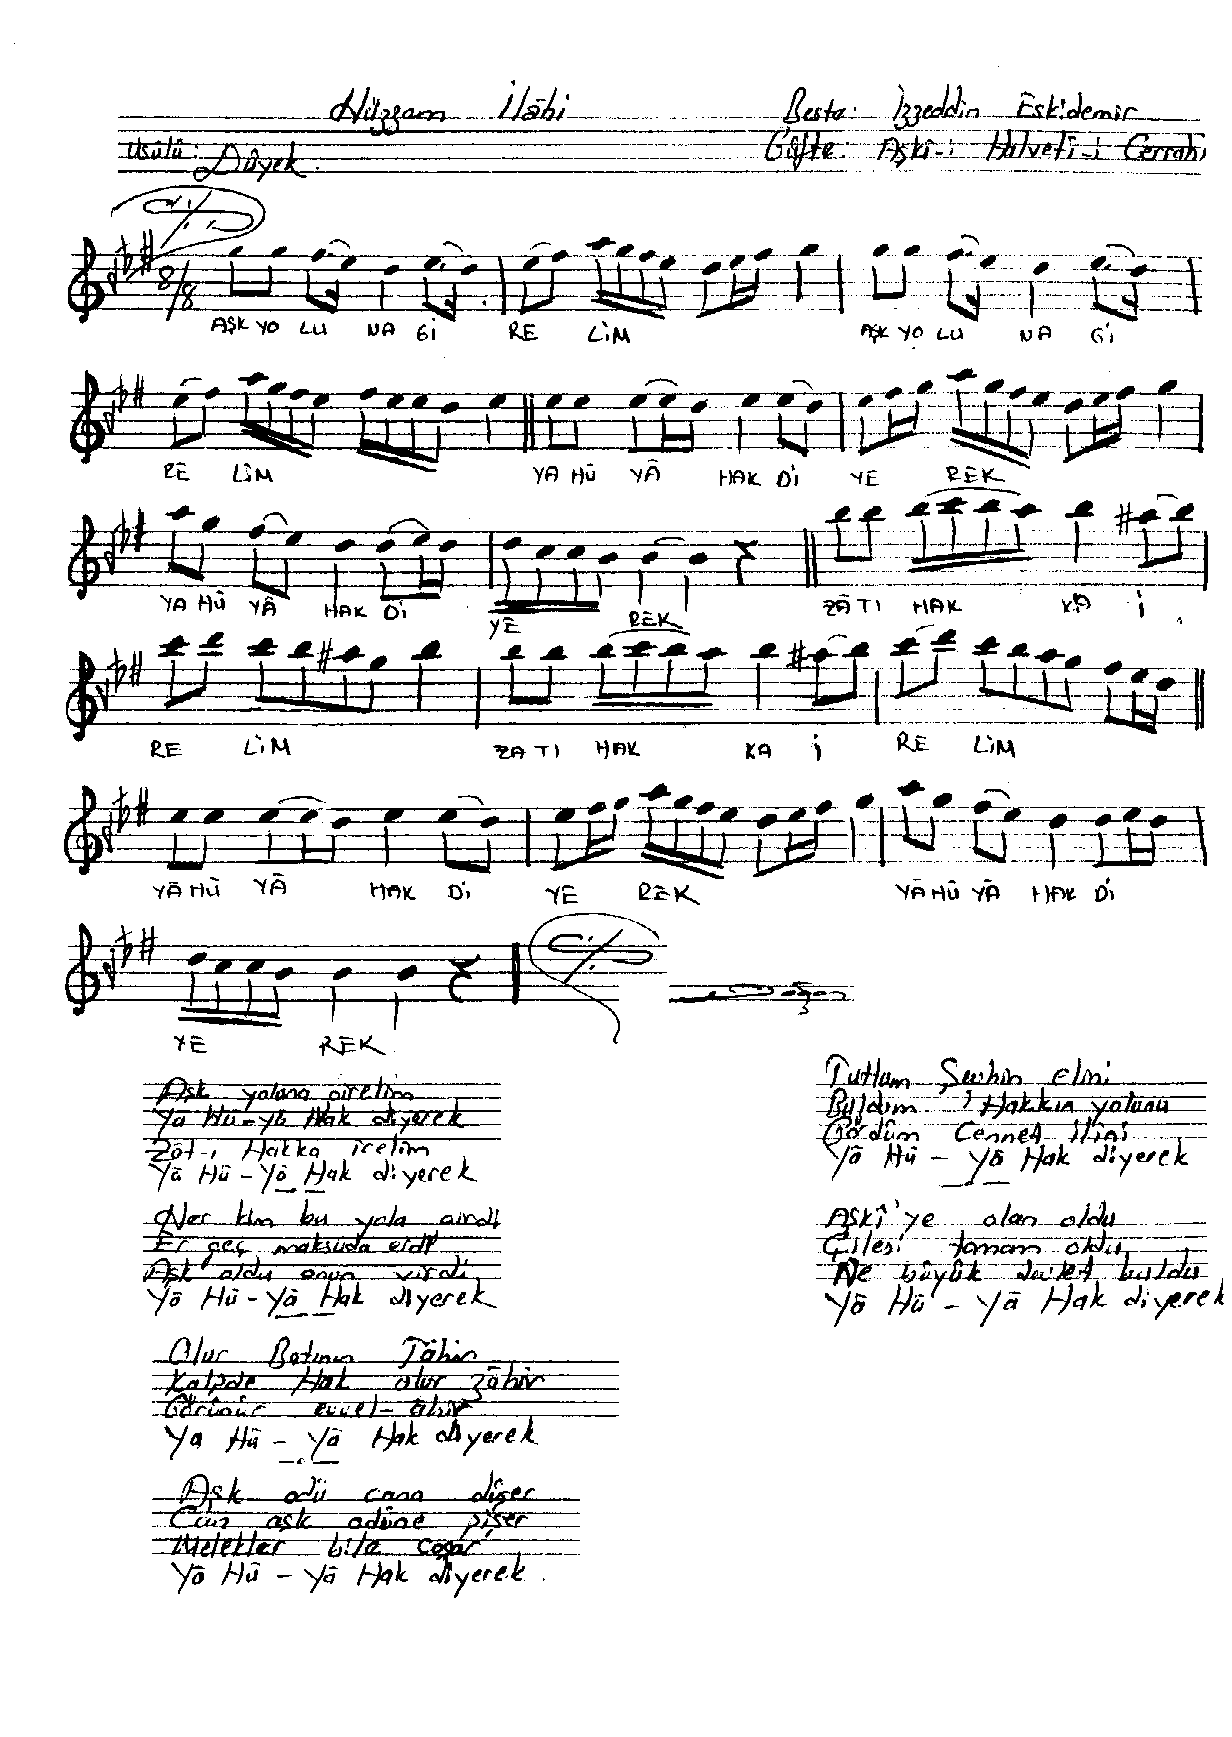 Hüzzam İlâhi
Beste: İzzeddin Eskidemir
Usûlü: Düyek
Güfte: Aşkî-i Halveti-i Cerrahi
8/8
AŞK YO LU NA Gİ RE LİM AŞK YO LU NA Gİ
RE LİM YA HÛ YÂ HAK Dİ YE REK
YA HÛ YÂ HAK Dİ YE REK ZÂ TI HAK KA İ
RE LİM ZA TI HAK KA İ RE LİM
YÂ HÛ YÂ HAK Dİ YE REK YÂ HÛ YÂ HAK Dİ
YE REK
Aşk yoluna girelim
Yâ Hû - Yâ Hak diyerek
Zât-ı Hakka irelim
Yâ Hû - Yâ Hak diyerek
Her kim bu yola girdi
Er geç maksuda erdi
Aşk oldu onun virdi
Yâ Hû - Yâ Hak diyerek
Olur Batının Tâhir
Kalpde Hak olur zâhir
Görünür evvel-âhir
Ya Hû - Yâ Hak diyerek
Aşk odü cana düşer
Can aşk odüne pişer
Melekler bile coşar
Yâ Hû - Yâ Hak diyerek
Tuttum Şeyhin elini
Buldum Hakkın yolunu
Gördüm Cennet ilini
Yâ Hû - Yâ Hak diyerek
Aşkî'ye olan oldu
Çilesi tamam oldu
Ne büyük devlet buldu
Yâ Hû - Yâ Hak diyerek